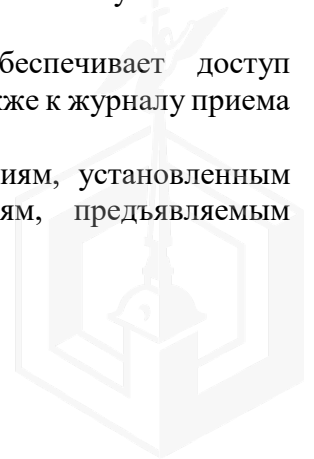 беспечивает доступ
кже к журналу приема
иям, установленным
ям, предъявляемым